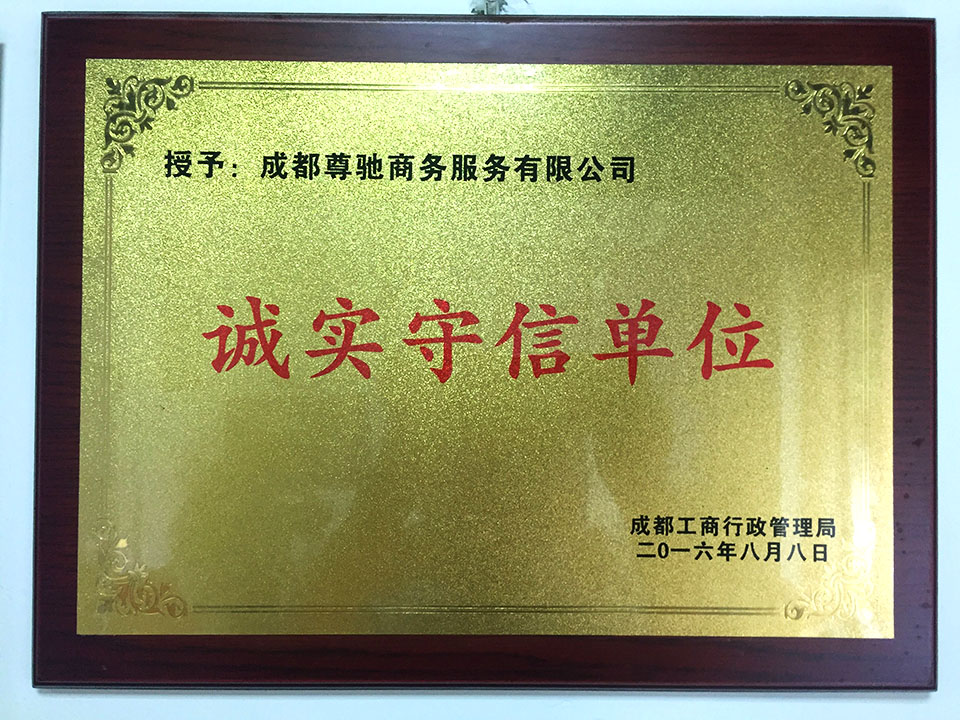 授予：成都尊驰商务服务有限公司
诚实守信单位
成都工商行政管理局
二0一六年八月八日